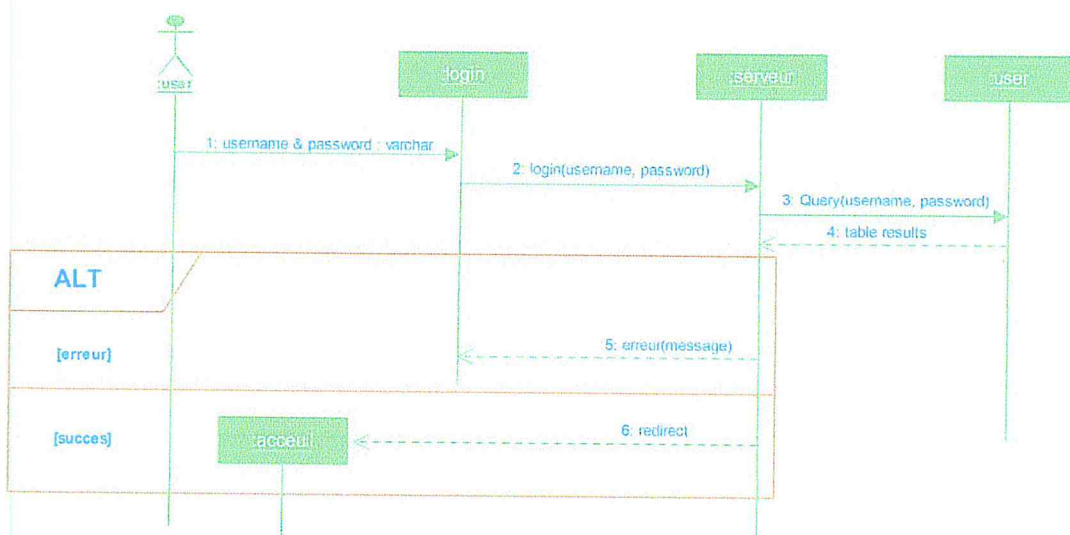 :user
:login
:serveur
:user
1: username & password : varchar
2: login(username, password)
3: Query(username, password)
4: table results
ALT
[erreur]
5: erreur(message)
[succes]
:acceuil
6: redirect